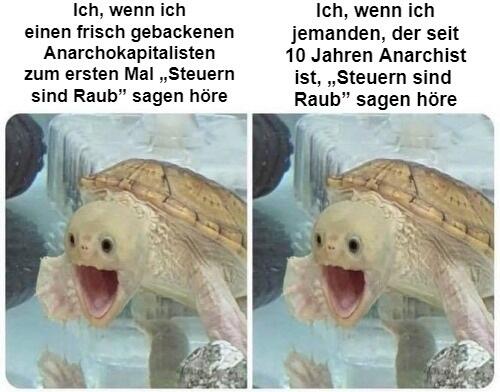 Ich, wenn ich
einen frisch gebackenen
Anarchokapitalisten
zum ersten Mal „Steuern
sind Raub” sagen höre
Ich, wenn ich
jemanden, der seit
10 Jahren Anarchist
ist, „Steuern sind
Raub” sagen höre